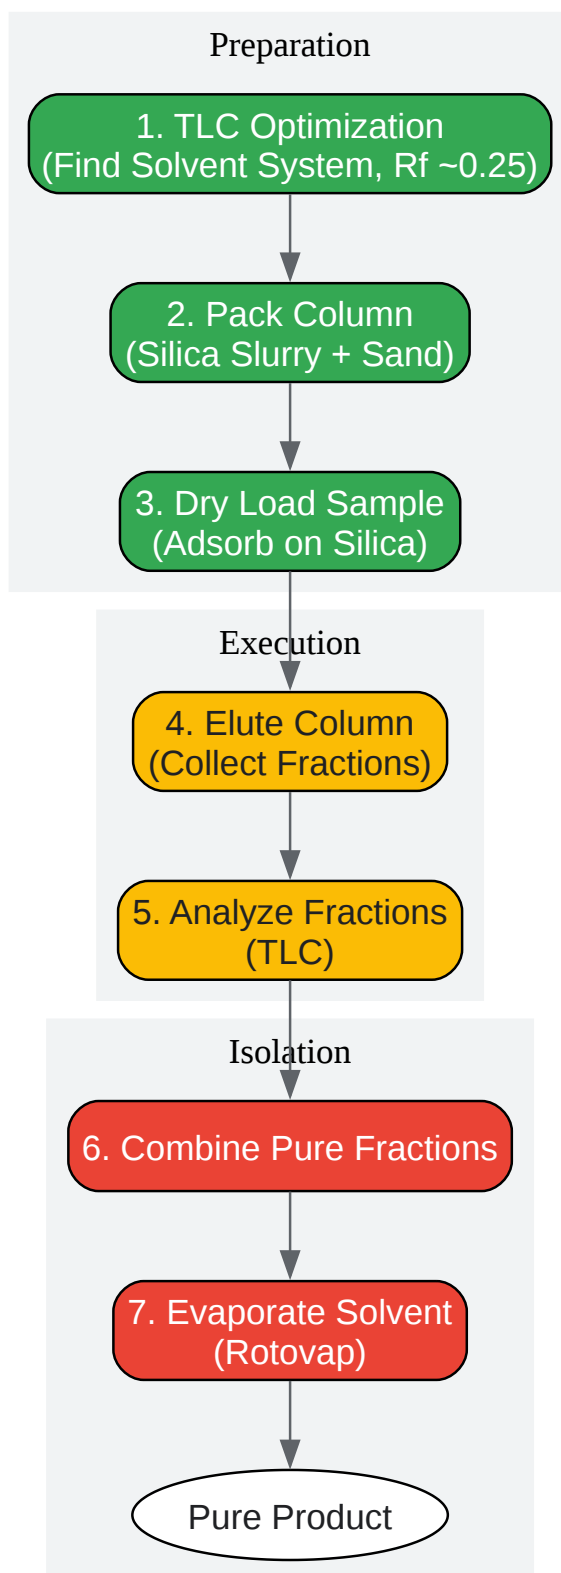 Preparation
1. TLC Optimization
(Find Solvent System, Rf ~0.25)
2. Pack Column
(Silica Slurry + Sand)
3. Dry Load Sample
(Adsorb on Silica)
Execution
4. Elute Column
(Collect Fractions)
5. Analyze Fractions
(TLC)
Isolation
6. Combine Pure Fractions
7. Evaporate Solvent
(Rotovap)
Pure Product